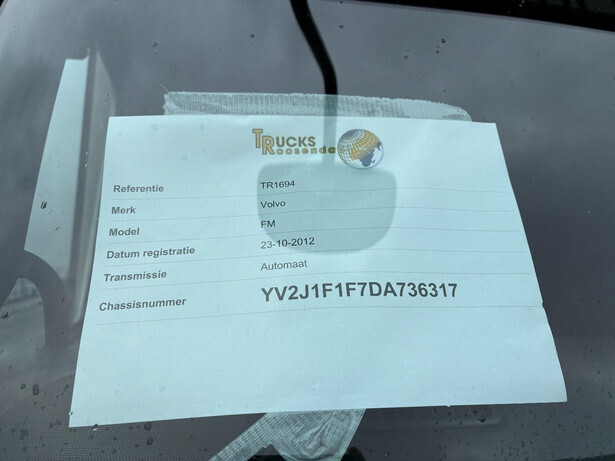 TRUCKS
Roosendaal
Referentie TR1694
Merk Volvo
Model FM
Datum registratie 23-10-2012
Transmissie Automaat
Chassisnummer YV2J1F1F7DA736317